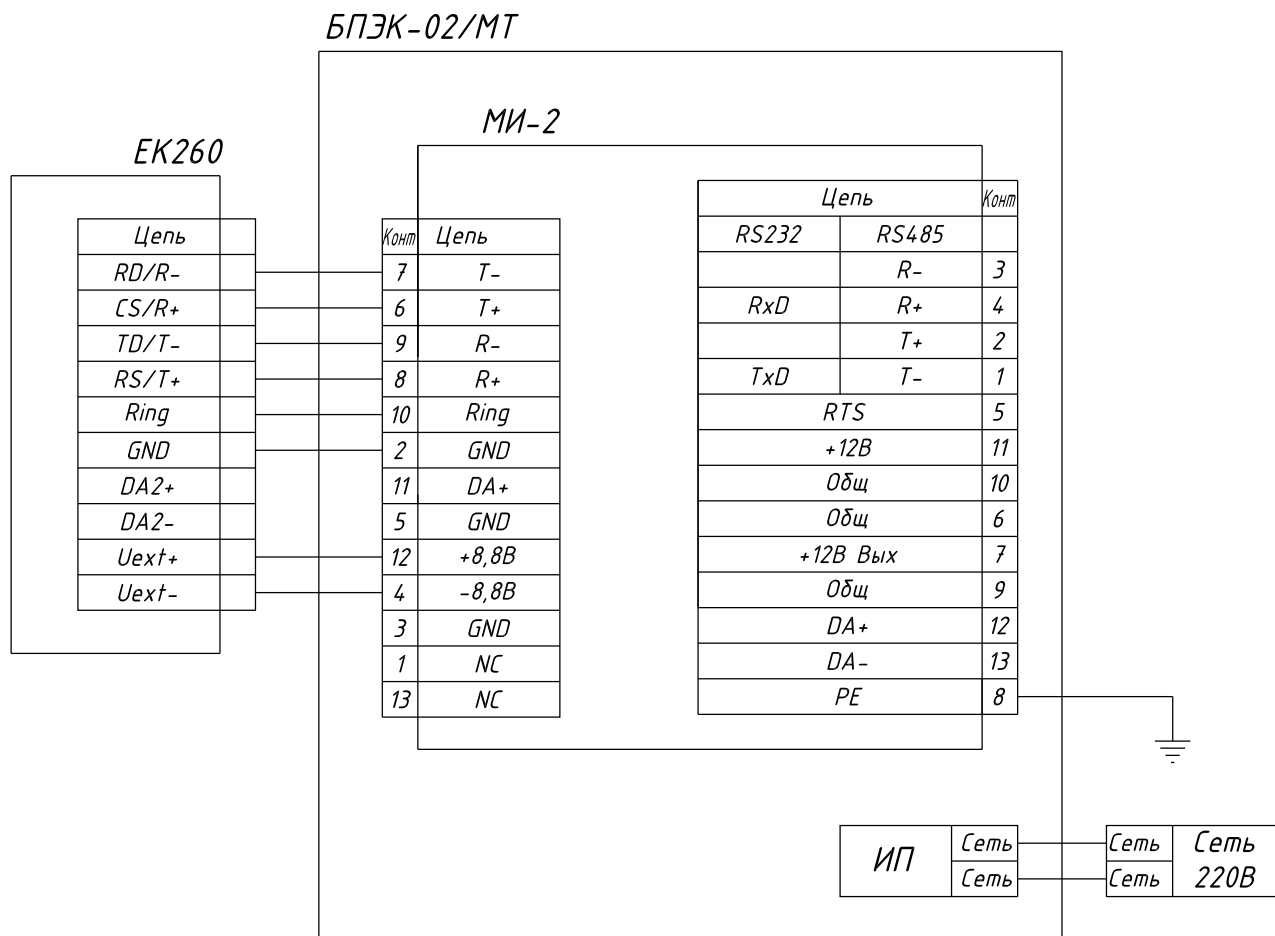 БПЭК-02/МТ
МИ-2
ЕК260
Цепь
RD/R-
CS/R+
TD/T-
RS/T+
Ring
GND
DA2+
DA2-
Uext+
Uext-
Конт Цепь
7 T-
6 T+
9 R-
8 R+
10 Ring
2 GND
11 DA+
5 GND
12 +8,8В
4 -8,8В
3 GND
1 NC
13 NC
Цепь Конт
RS232 RS485
R- 3
RxD R+ 4
T+ 2
TxD T- 1
RTS 5
+12В 11
Общ 10
Общ 6
+12В Вых 7
Общ 9
DA+ 12
DA- 13
PE 8
ИП
Сеть
Сеть
Сеть
Сеть
Сеть
220В